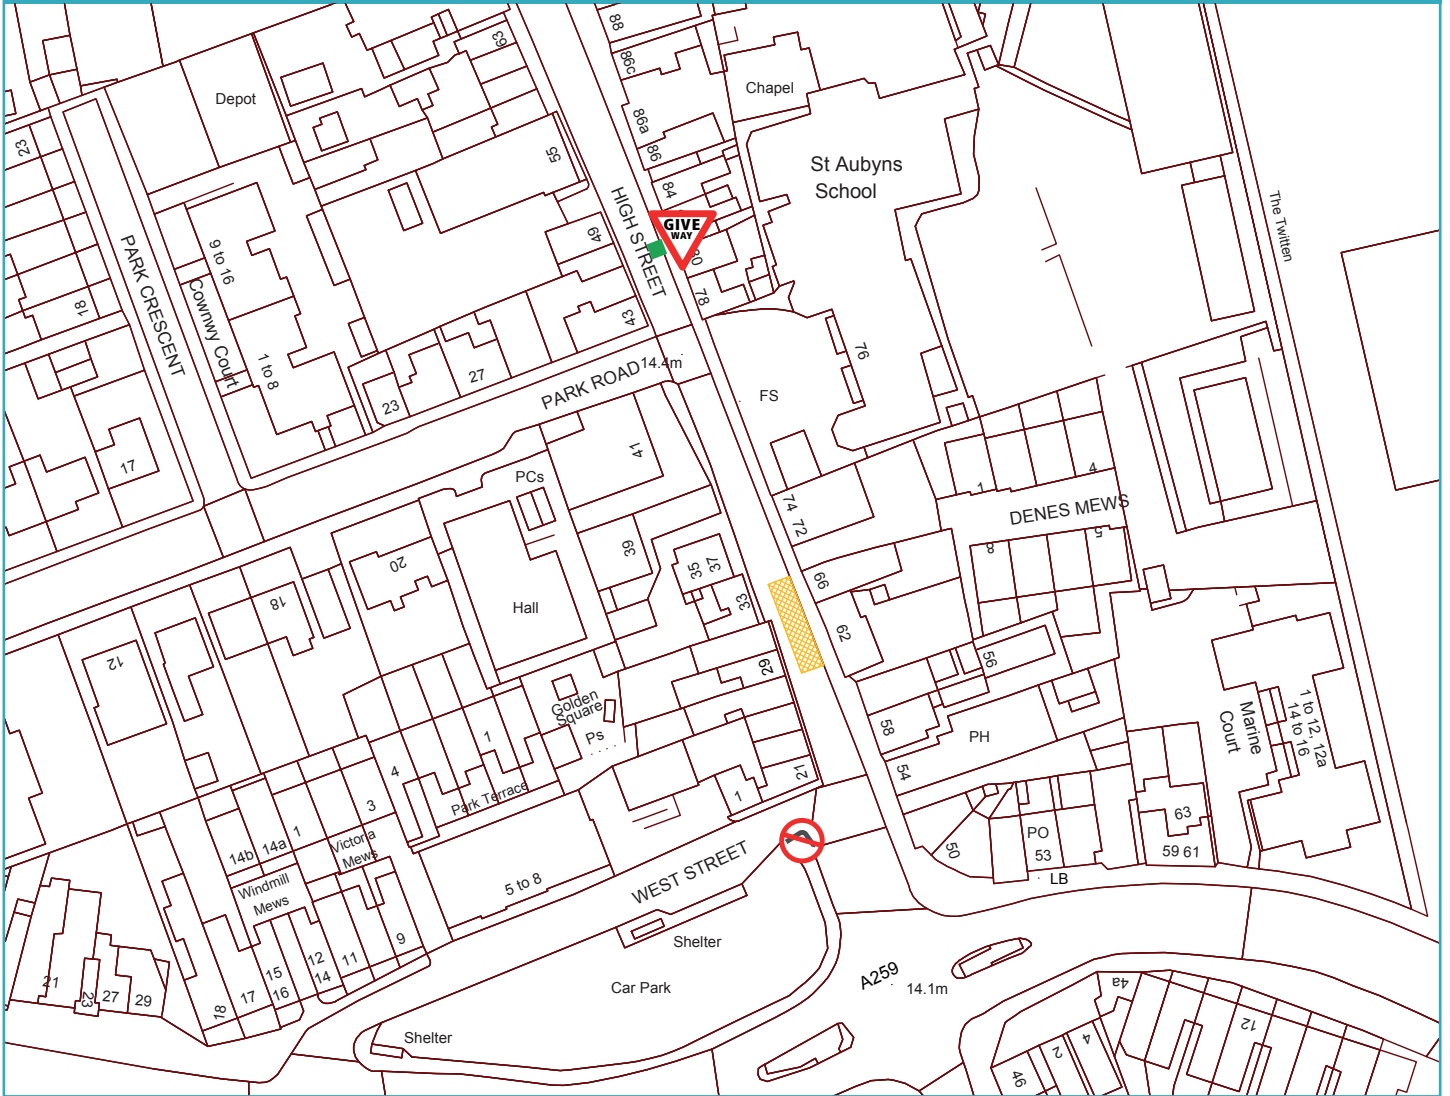 88
63
86c
Depot
Chapel
86a
23
55
86
St Aubyns
School
84
HIGH STREET
GIVE
WAY
The Twitten
49
PARK CRESCENT
9 to 16
80
Cownwy Court
78
18
43
76
1 to 8
14.4m
PARK ROAD
27
23
FS
41
17
PCs
4
1
74
72
DENES MEWS
5
39
8
37
35
20
66
18
Hall
33
62
12
56
29
Golden
Square
1
Ps
58
PH
Marine
Court
1 to 12, 12a
14 to 16
4
54
21
Park Terrace
1
3
63
1
14a
14b
Victoria
Mews
PO
53
50
59 61
WEST STREET
LB
5 to 8
Windmill
Mews
9
Shelter
12
11
A259
14.1m
15
14
21
23
27
29
17
16
18
Car Park
4a
Shelter
12
4
2
46